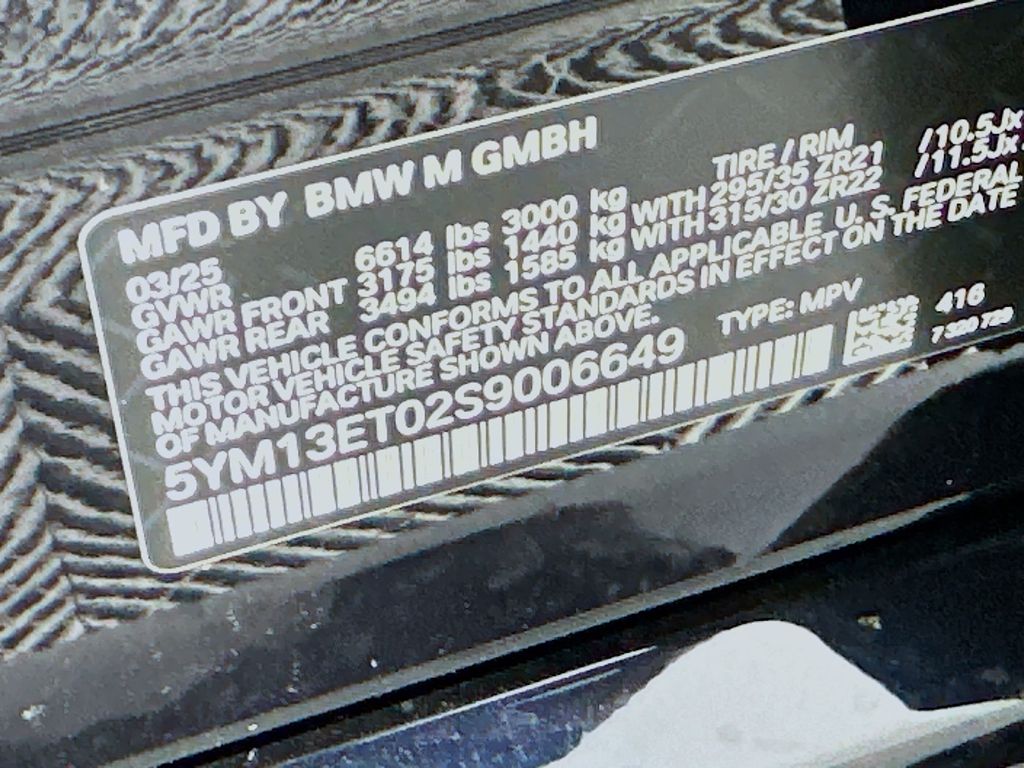 MFD BY BMW M GMBH
03/25 TIRE / RIM
GVWR 6614 lbs 3000 kg
GAWR FRONT 3175 lbs 1440 kg WITH 295/35 ZR21 /10.5Jx
GAWR REAR 3494 lbs 1585 kg WITH 315/30 ZR22 /11.5Jx
THIS VEHICLE CONFORMS TO ALL APPLICABLE U. S. FEDERAL
MOTOR VEHICLE SAFETY STANDARDS IN EFFECT ON THE DATE
OF MANUFACTURE SHOWN ABOVE.
5YM13ET02S9006649 TYPE: MPV
416